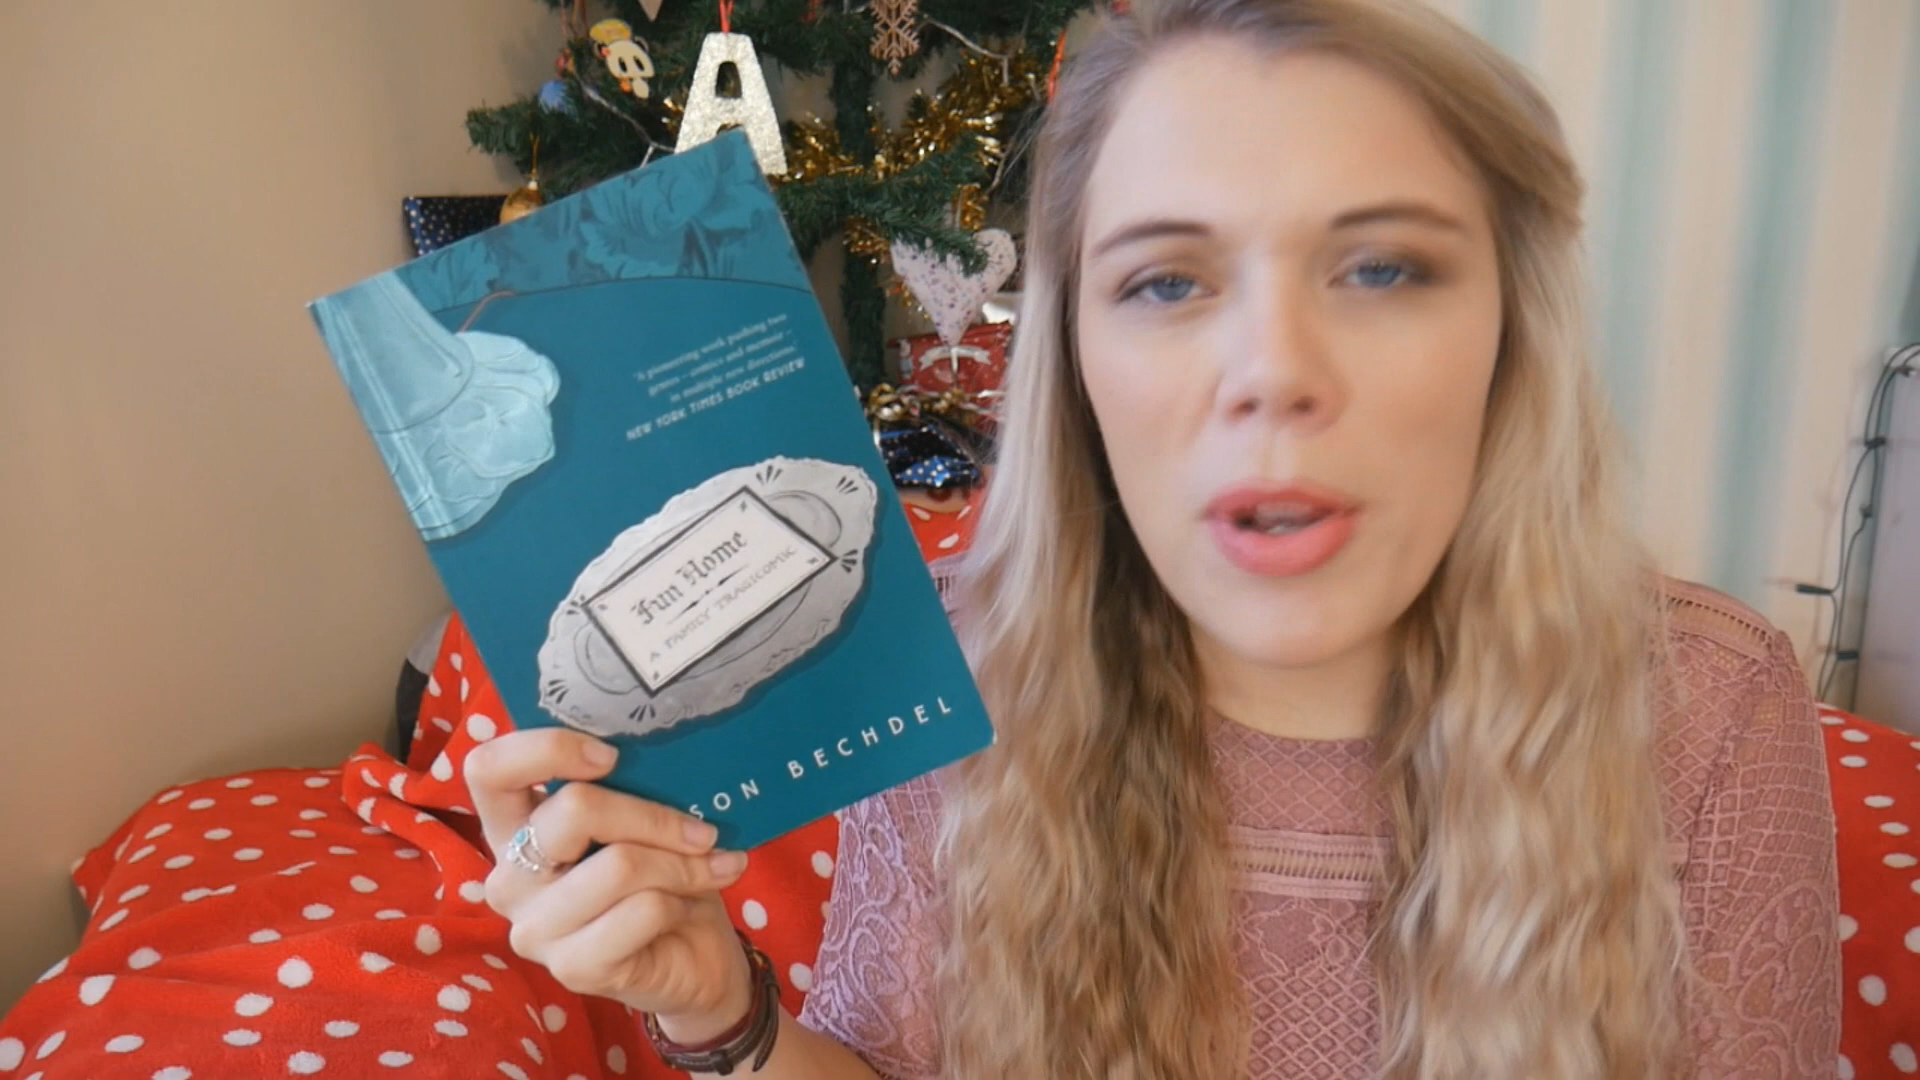 A
'A pioneering work pushing two
genres – comics and memoir –
in multiple new directions.'
NEW YORK TIMES BOOK REVIEW
Fun Home
A FAMILY TRAGICOMIC
SON BECHDEL